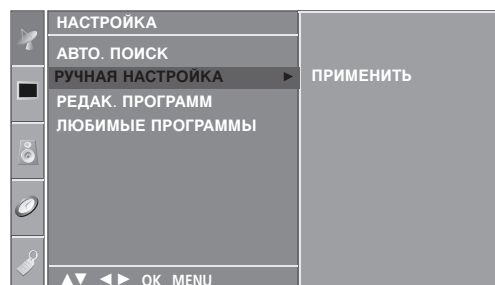 НАСТРОЙКА
АВТО. ПОИСК
РУЧНАЯ НАСТРОЙКА ► ПРИМЕНИТЬ
РЕДАК. ПРОГРАММ
ЛЮБИМЫЕ ПРОГРАММЫ
▲▼ ◄► OK MENU